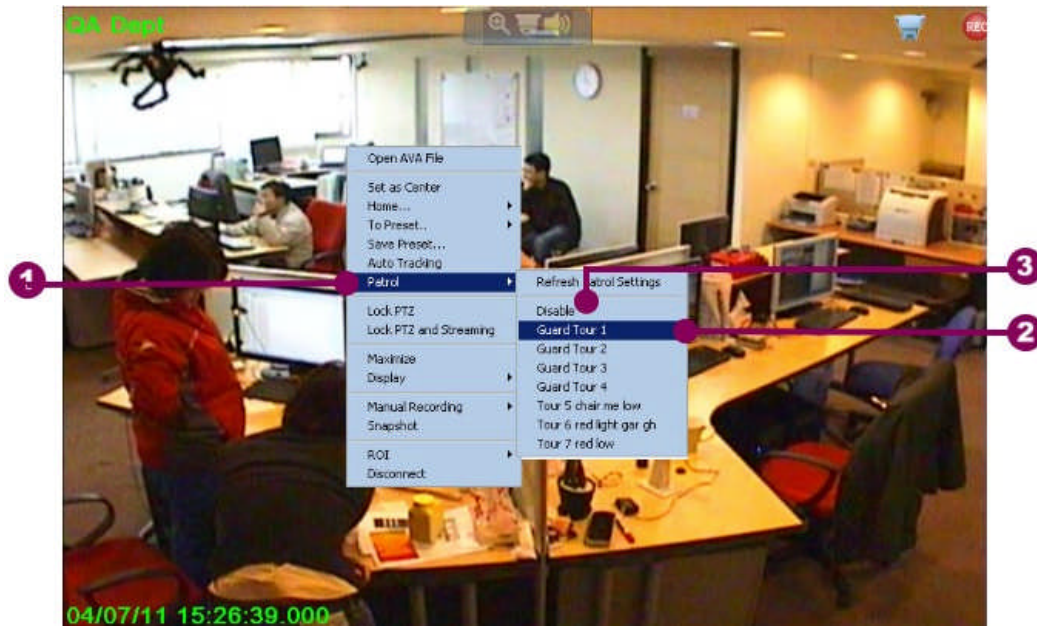 QA Dept
REC
Open AVA File
Set as Center
Home...
To Preset..
Save Preset...
Auto Tracking
Patrol
Lock PTZ
Lock PTZ and Streaming
Maximize
Display
Manual Recording
Snapshot
ROI
Disconnect
Refresh Patrol Settings
Disable
Guard Tour 1
Guard Tour 2
Guard Tour 3
Guard Tour 4
Tour 5 chair me low
Tour 6 red light gar gh
Tour 7 red low
1
3
2
04/07/11 15:26:39.000